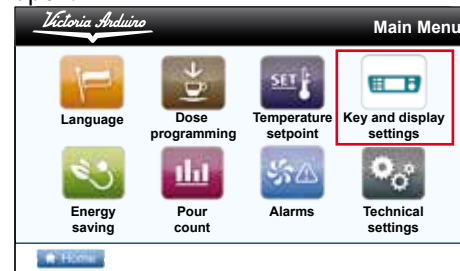 Victoria Arduino
Main Menu
SET
Language
Dose programming
Temperature setpoint
Key and display settings
Energy saving
Pour count
Alarms
Technical settings
Home